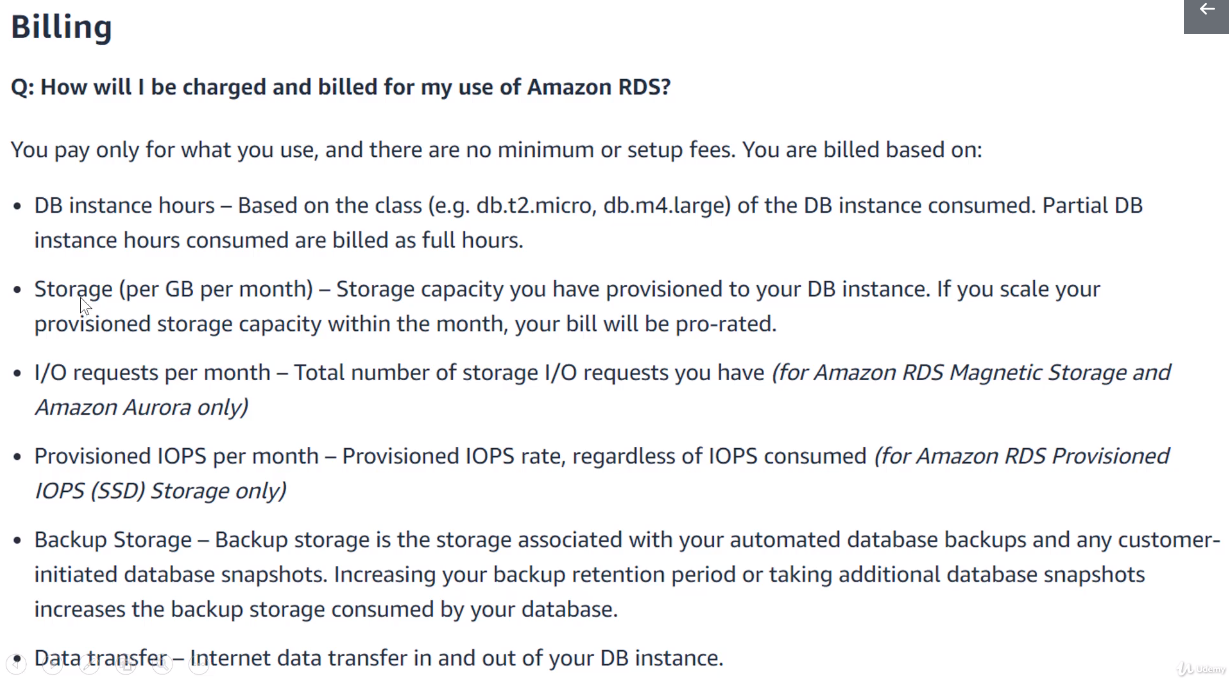 Billing
Q: How will I be charged and billed for my use of Amazon RDS?
You pay only for what you use, and there are no minimum or setup fees. You are billed based on:
• DB instance hours – Based on the class (e.g. db.t2.micro, db.m4.large) of the DB instance consumed. Partial DB
instance hours consumed are billed as full hours.
• Storage (per GB per month) – Storage capacity you have provisioned to your DB instance. If you scale your
provisioned storage capacity within the month, your bill will be pro-rated.
• I/O requests per month – Total number of storage I/O requests you have (for Amazon RDS Magnetic Storage and
Amazon Aurora only)
• Provisioned IOPS per month – Provisioned IOPS rate, regardless of IOPS consumed (for Amazon RDS Provisioned
IOPS (SSD) Storage only)
• Backup Storage – Backup storage is the storage associated with your automated database backups and any customer-
initiated database snapshots. Increasing your backup retention period or taking additional database snapshots
increases the backup storage consumed by your database.
• Data transfer – Internet data transfer in and out of your DB instance.
Udemy